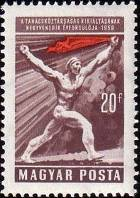 A TANÁCSKÖZTÁRSASÁG KIKIÁLTÁSÁNAK
NEGYVENEDIK ÉVFORDULÓJA · 1959
20f
MAGYAR POSTA